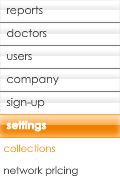 reports
doctors
users
company
sign-up
settings
collections
network pricing